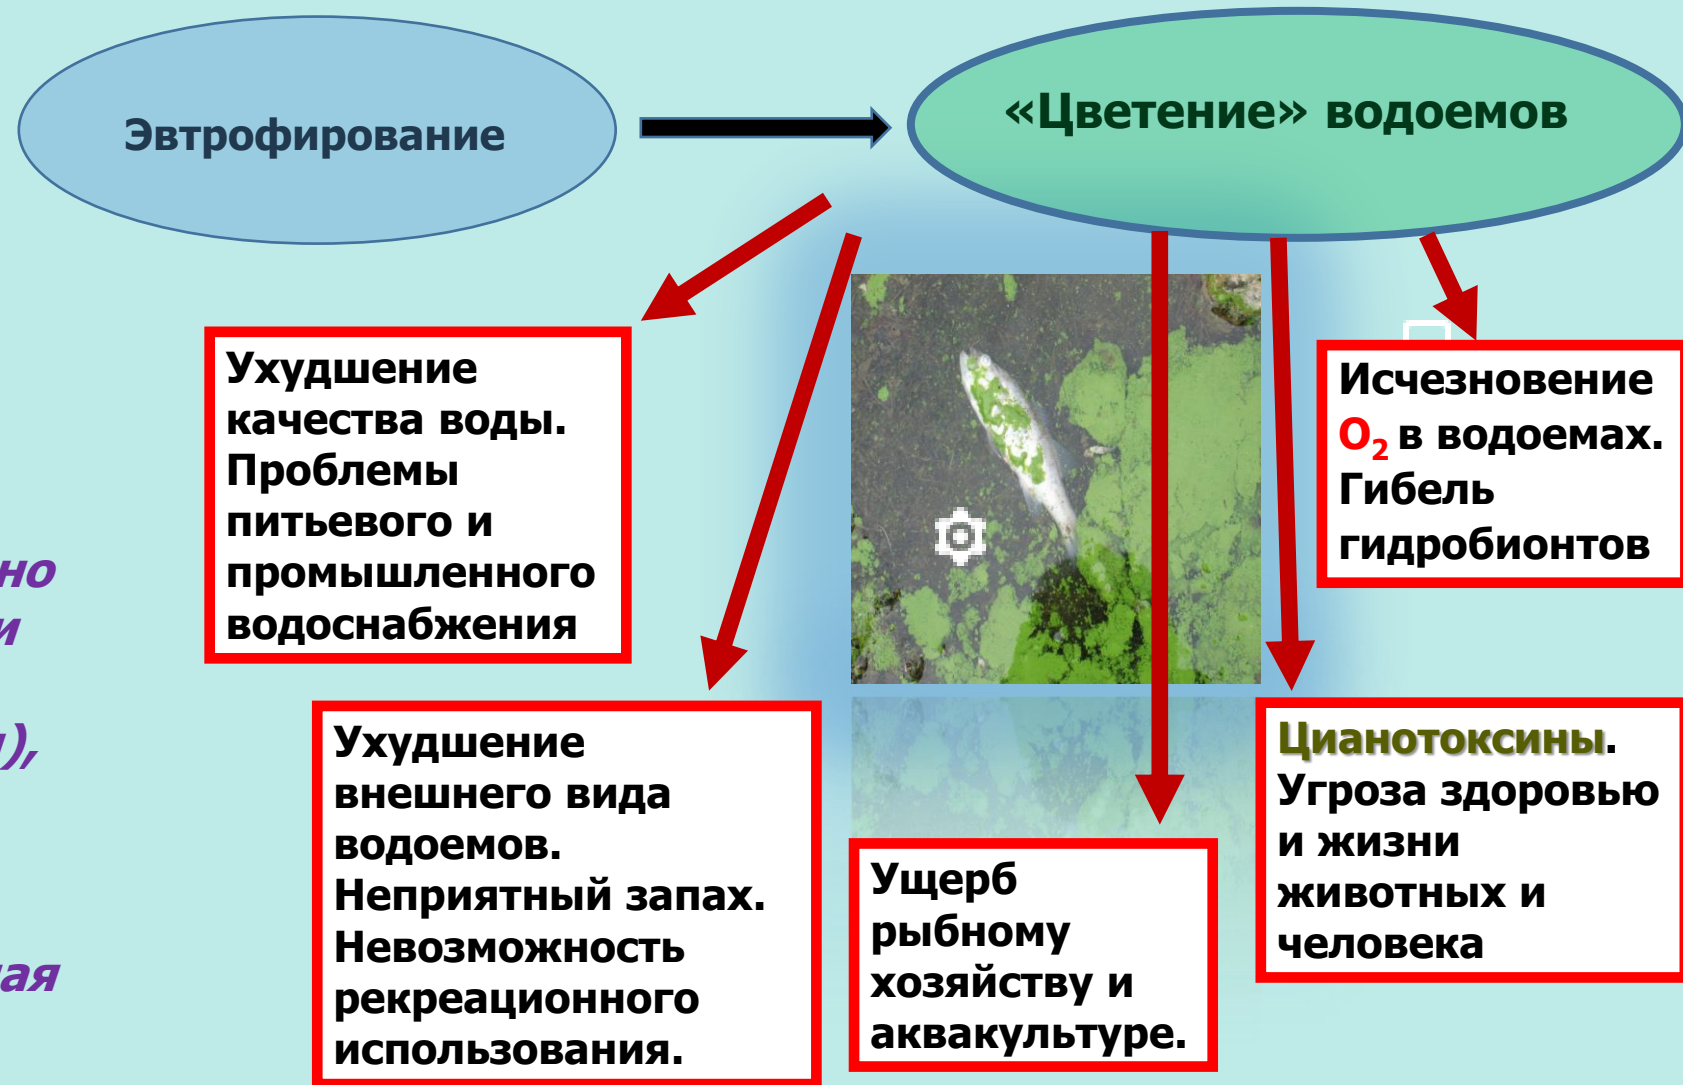 Эвтрофирование
«Цветение» водоемов
Ухудшение
качества воды.
Проблемы
питьевого и
промышленного
водоснабжения
Исчезновение
O₂ в водоемах.
Гибель
гидробионтов
Ухудшение
внешнего вида
водоемов.
Неприятный запах.
Невозможность
рекреационного
использования.
Ущерб
рыбному
хозяйству и
аквакультуре.
Цианотоксины.
Угроза здоровью
и жизни
животных и
человека